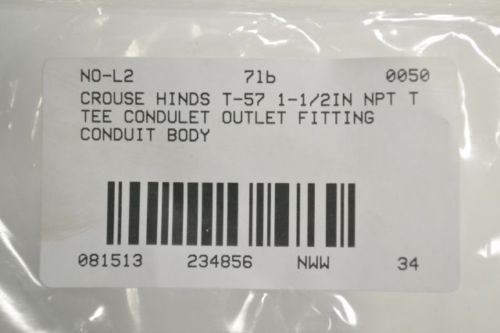 NO-L2 7lb 0050
CROUSE HINDS T-57 1-1/2IN NPT T
TEE CONDULET OUTLET FITTING
CONDUIT BODY
081513 234856 NWW 34